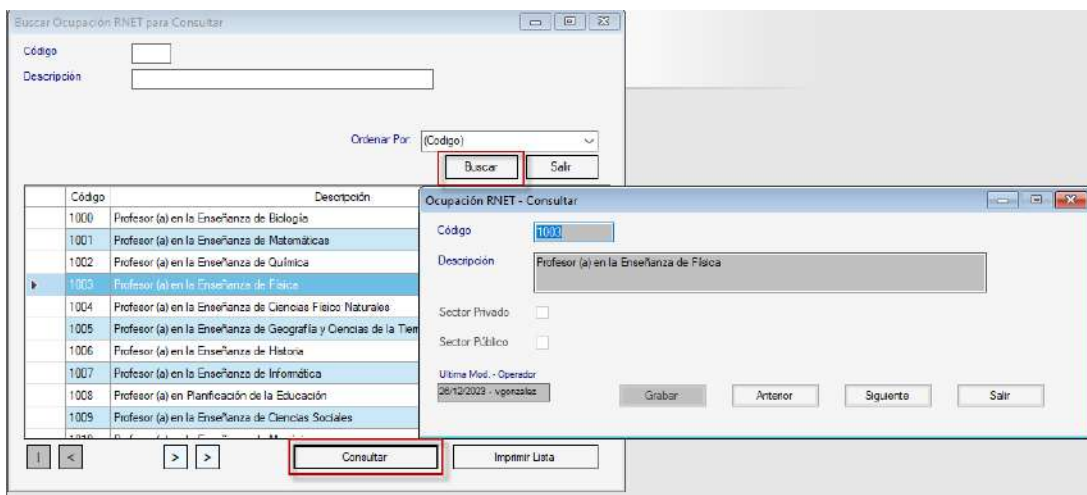 Buscar Ocupación RNET para Consultar
Código
Descripción
Ordenar Por: (Codigo)
Buscar Salir
Código Descripción
1000 Profesor (a) en la Enseñanza de Biología
1001 Profesor (a) en la Enseñanza de Matemáticas
1002 Profesor (a) en la Enseñanza de Química
1003 Profesor (a) en la Enseñanza de Física
1004 Profesor (a) en la Enseñanza de Ciencias Físico Naturales
1005 Profesor (a) en la Enseñanza de Geografía y Ciencias de la Tierr
1006 Profesor (a) en la Enseñanza de Historia
1007 Profesor (a) en la Enseñanza de Informática
1008 Profesor (a) en Planificación de la Educación
1009 Profesor (a) en la Enseñanza de Ciencias Sociales
| < > > Consultar Imprimir Lista
Ocupación RNET - Consultar
Código 1003
Descripción Profesor (a) en la Enseñanza de Física
Sector Privado
Sector Público
Ultima Mod. - Operador
26/12/2023 - vgonzalez
Grabar Anterior Siguiente Salir